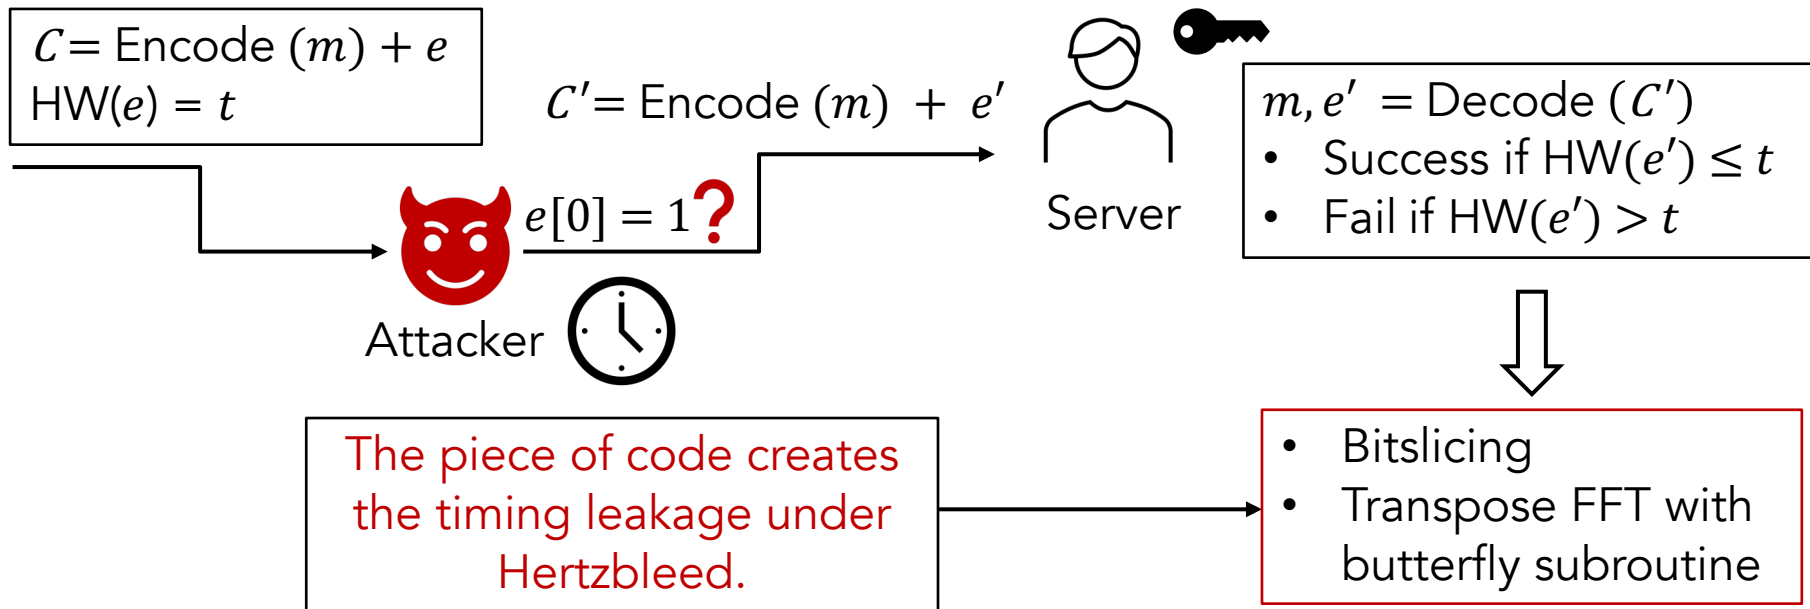 C = Encode (m) + e
HW(e) = t
C′= Encode (m) + e′
Server
m, e′ = Decode (C′)
• Success if HW(e′) ≤ t
• Fail if HW(e′) > t
e[0] = 1?
Attacker
The piece of code creates
the timing leakage under
Hertzbleed.
• Bitslicing
• Transpose FFT with
butterfly subroutine